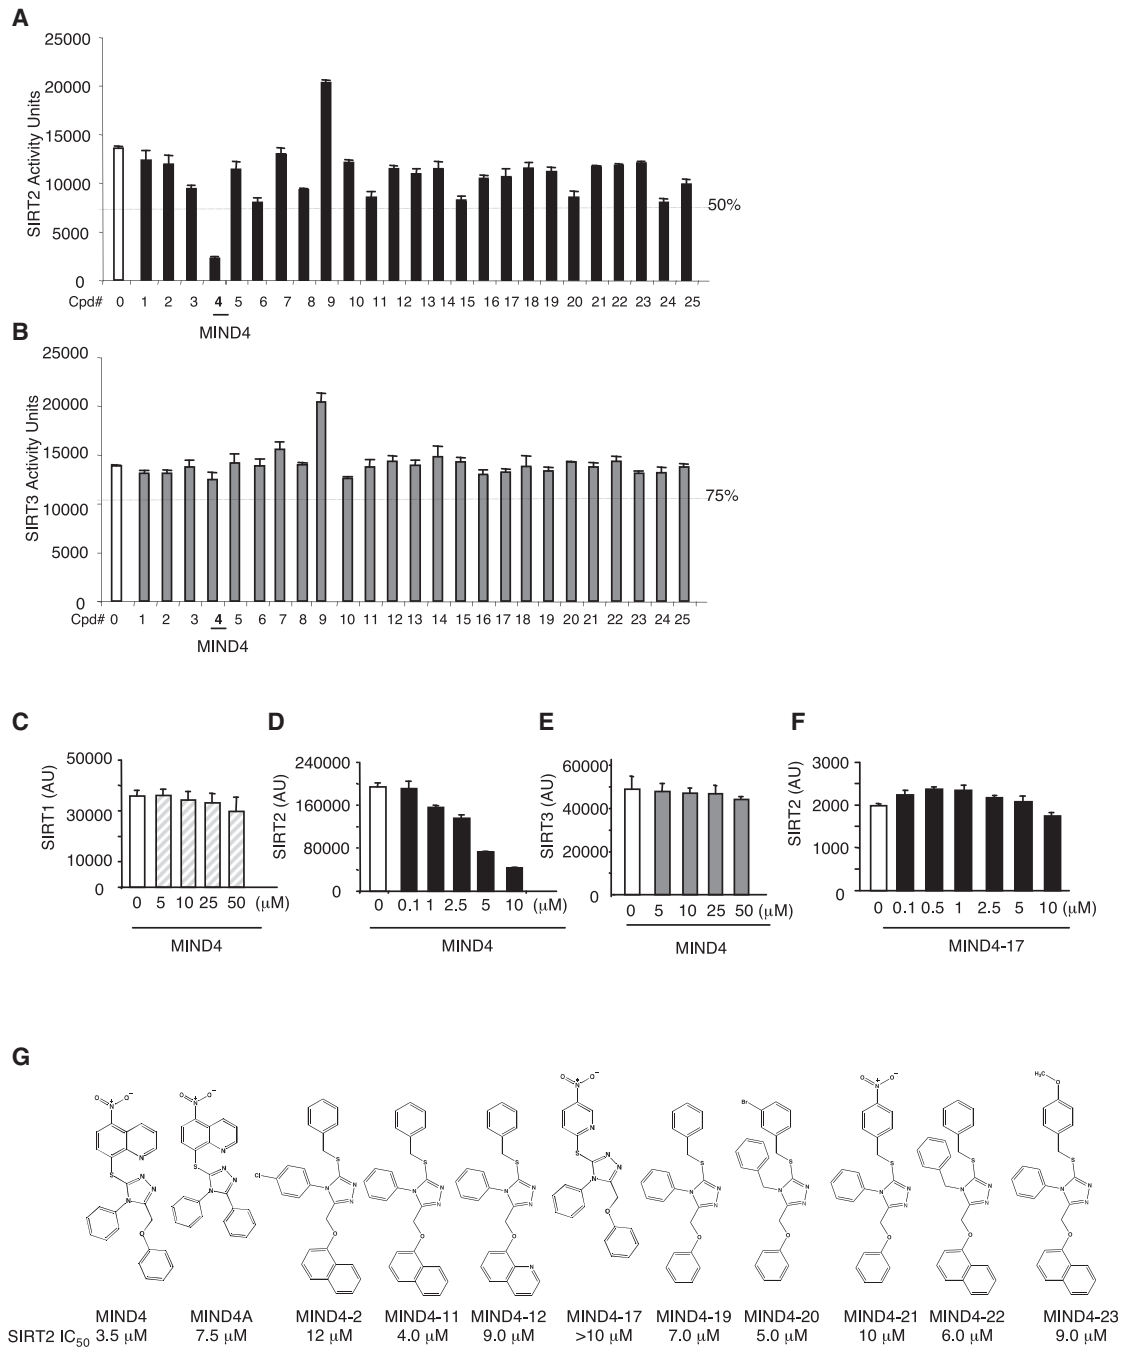 A
25000
20000
15000
10000
5000
0
SIRT2 Activity Units
50%
Cpd# 0 1 2 3 4 5 6 7 8 9 10 11 12 13 14 15 16 17 18 19 20 21 22 23 24 25
MIND4
B
25000
20000
15000
10000
5000
0
SIRT3 Activity Units
75%
Cpd# 0 1 2 3 4 5 6 7 8 9 10 11 12 13 14 15 16 17 18 19 20 21 22 23 24 25
MIND4
C
SIRT1 (AU)
50000
30000
10000
0
0 5 10 25 50 (μM)
MIND4
D
SIRT2 (AU)
240000
160000
80000
0
0 0.1 1 2.5 5 10 (μM)
MIND4
E
SIRT3 (AU)
60000
40000
20000
0
0 5 10 25 50 (μM)
MIND4
F
SIRT2 (AU)
3000
2000
1000
0
0 0.1 0.5 1 2.5 5 10 (μM)
MIND4-17
G
MIND4 MIND4A MIND4-2 MIND4-11 MIND4-12 MIND4-17 MIND4-19 MIND4-20 MIND4-21 MIND4-22 MIND4-23
SIRT2 IC50 3.5 μM 7.5 μM 12 μM 4.0 μM 9.0 μM >10 μM 7.0 μM 5.0 μM 10 μM 6.0 μM 9.0 μM